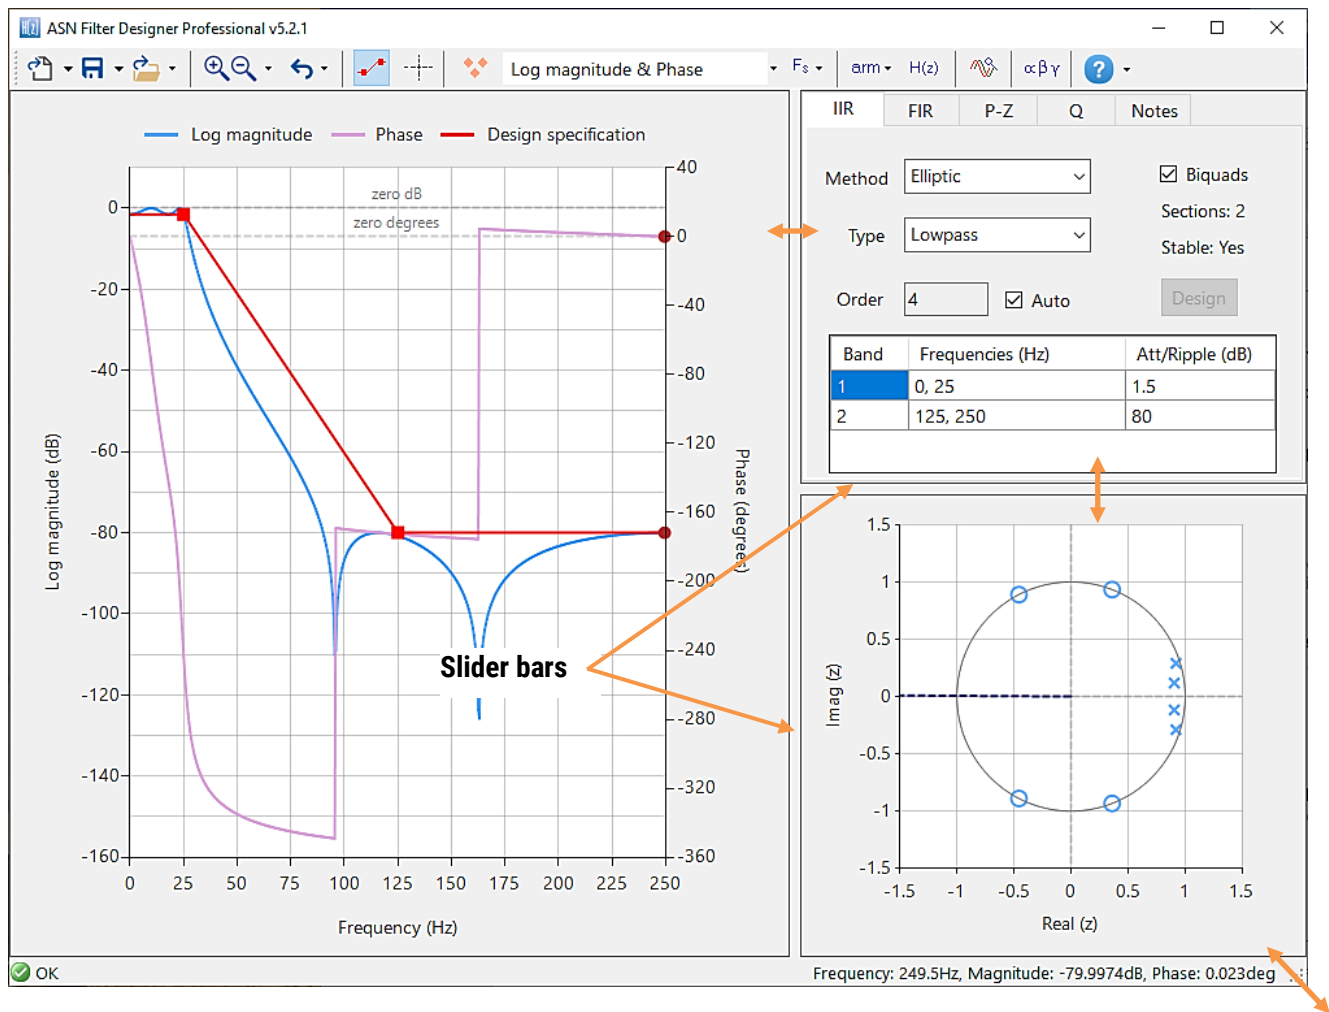 H(z) ASN Filter Designer Professional v5.2.1
Log magnitude & Phase
Fs
arm
H(z)
αβγ
?
Log magnitude
Phase
Design specification
zero dB
zero degrees
0
-20
-40
-60
-80
-100
-120
-140
-160
Log magnitude (dB)
40
0
-40
-80
-120
-160
-200
-240
-280
-320
-360
Phase (degrees)
0 25 50 75 100 125 150 175 200 225 250
Frequency (Hz)
Slider bars
IIR FIR P-Z Q Notes
Method Elliptic
Biquads
Sections: 2
Type Lowpass
Stable: Yes
Order 4
Auto
Design
Band Frequencies (Hz) Att/Ripple (dB)
1 0, 25 1.5
2 125, 250 80
1.5
1
0.5
0
-0.5
-1
-1.5
Imag (z)
-1.5 -1 -0.5 0 0.5 1 1.5
Real (z)
OK
Frequency: 249.5Hz, Magnitude: -79.9974dB, Phase: 0.023deg